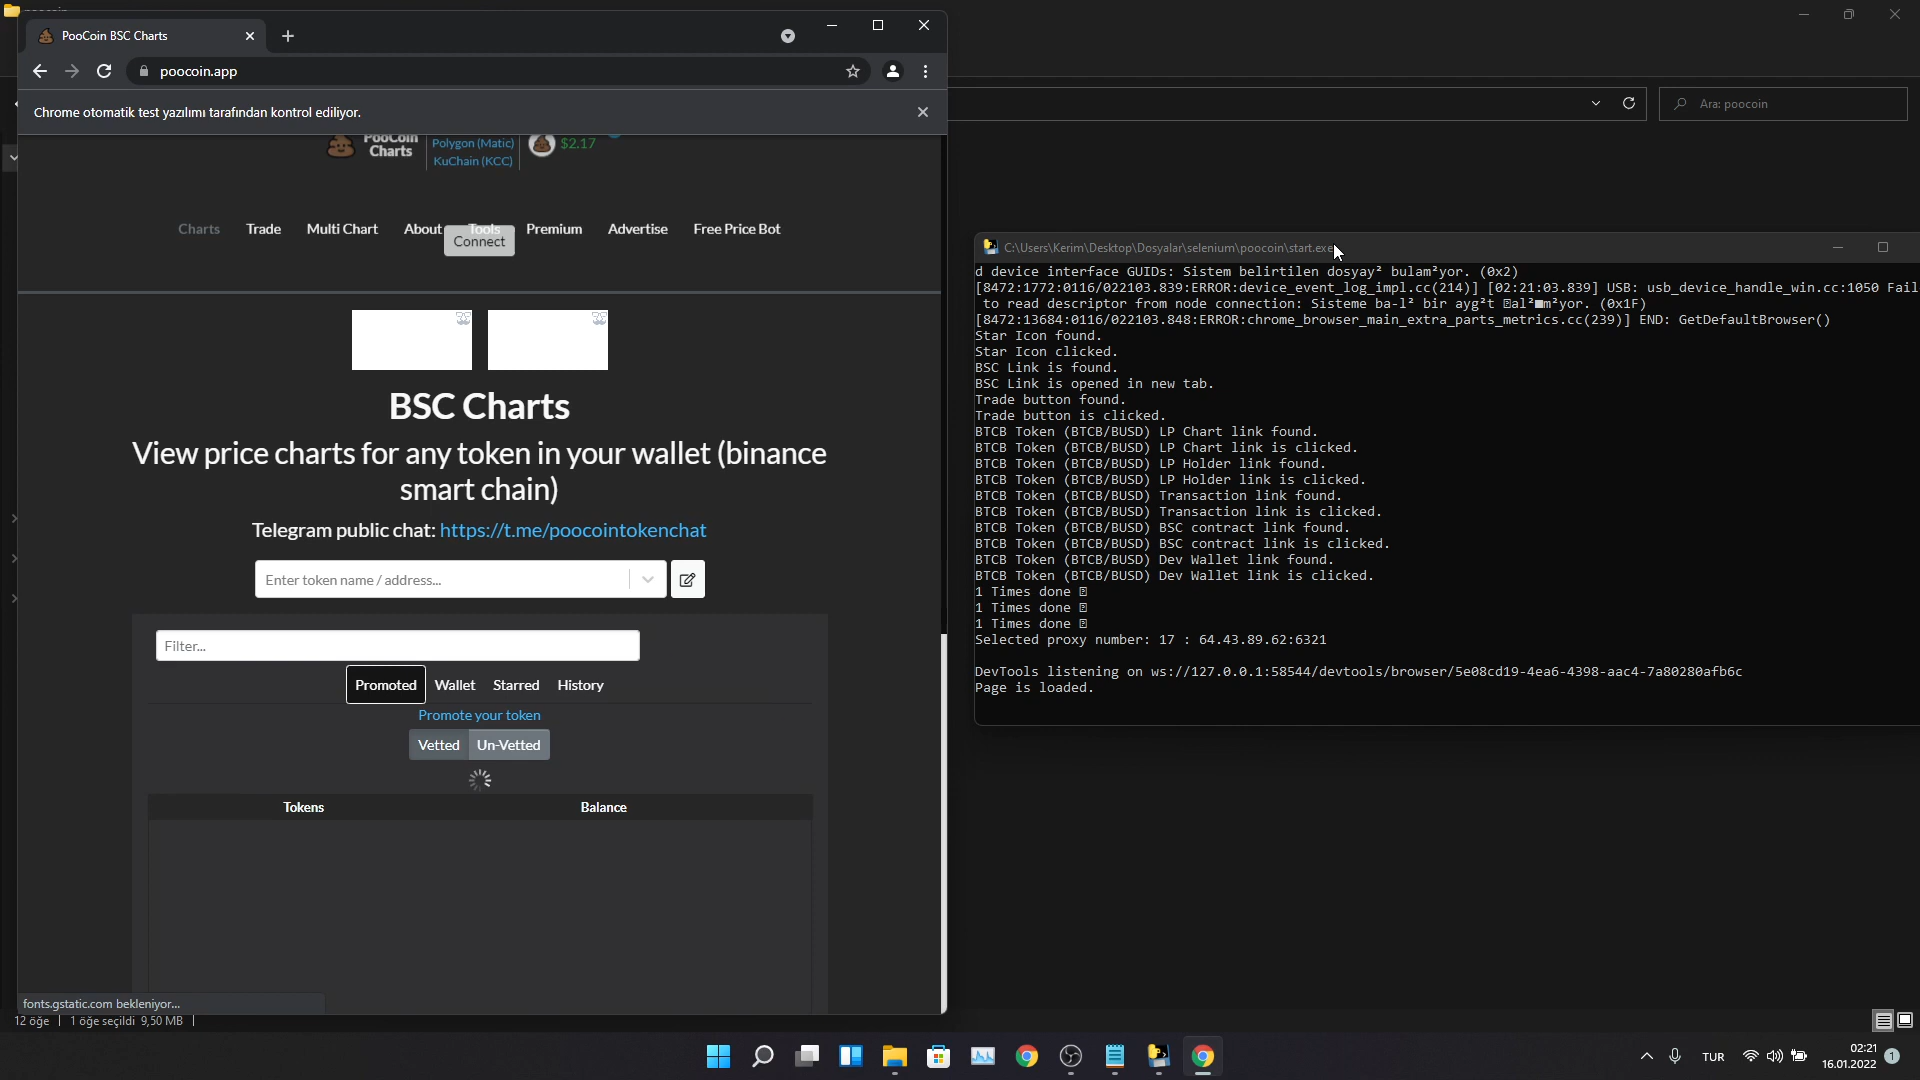 PooCoin BSC Charts
poocoin.app
Chrome otomatik test yazılımı tarafından kontrol ediliyor.
PooCoin
Charts
Polygon (Matic)
KuChain (KCC)
$2.17
Charts
Trade
Multi Chart
About
Tools
Premium
Advertise
Free Price Bot
Connect
BSC Charts
View price charts for any token in your wallet (binance
smart chain)
Telegram public chat: https://t.me/poocointokenchat
Enter token name / address...
Filter...
Promoted
Wallet
Starred
History
Promote your token
Vetted
Un-Vetted
Tokens
Balance
fonts.gstatic.com bekleniyor...
12 öğe
1 öğe seçildi 9,50 MB
Ara: poocoin
C:\Users\Kerim\Desktop\Dosyalar\selenium\poocoin\start.exe
d device interface GUIDs: Sistem belirtilen dosyay² bulam²yor. (0x2)
[8472:1772:0116/022103.839:ERROR:device_event_log_impl.cc(214)] [02:21:03.839] USB: usb_device_handle_win.cc:1050 Fail
to read descriptor from node connection: Sisteme ba-l² bir ayg²t al²■m²yor. (0x1F)
[8472:13684:0116/022103.848:ERROR:chrome_browser_main_extra_parts_metrics.cc(239)] END: GetDefaultBrowser()
Star Icon found.
Star Icon clicked.
BSC Link is found.
BSC Link is opened in new tab.
Trade button found.
Trade button is clicked.
BTCB Token (BTCB/BUSD) LP Chart link found.
BTCB Token (BTCB/BUSD) LP Chart link is clicked.
BTCB Token (BTCB/BUSD) LP Holder link found.
BTCB Token (BTCB/BUSD) LP Holder link is clicked.
BTCB Token (BTCB/BUSD) Transaction link found.
BTCB Token (BTCB/BUSD) Transaction link is clicked.
BTCB Token (BTCB/BUSD) BSC contract link found.
BTCB Token (BTCB/BUSD) BSC contract link is clicked.
BTCB Token (BTCB/BUSD) Dev Wallet link found.
BTCB Token (BTCB/BUSD) Dev Wallet link is clicked.
1 Times done
1 Times done
1 Times done
Selected proxy number: 17 : 64.43.89.62:6321
DevTools listening on ws://127.0.0.1:58544/devtools/browser/5e08cd19-4ea6-4398-aac4-7a80280afb6c
Page is loaded.
TUR
02:21
16.01.2022
1